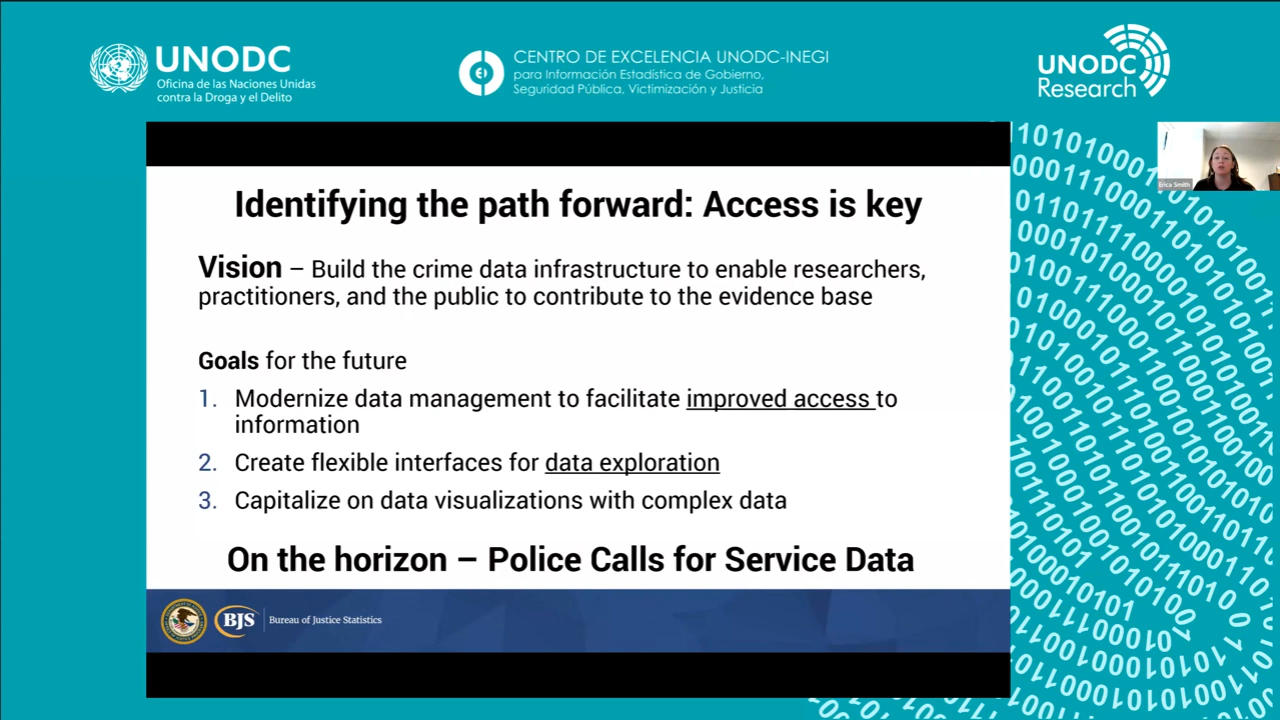 UNODC
Oficina de las Naciones Unidas
contra la Droga y el Delito
CENTRO DE EXCELENCIA UNODC-INEGI
para Información Estadística de Gobierno,
Seguridad Pública, Victimización y Justicia
UNODC
Research
Erica Smith
Identifying the path forward: Access is key
Vision – Build the crime data infrastructure to enable researchers,
practitioners, and the public to contribute to the evidence base
Goals for the future
1. Modernize data management to facilitate improved access to
information
2. Create flexible interfaces for data exploration
3. Capitalize on data visualizations with complex data
On the horizon – Police Calls for Service Data
BJS
Bureau of Justice Statistics